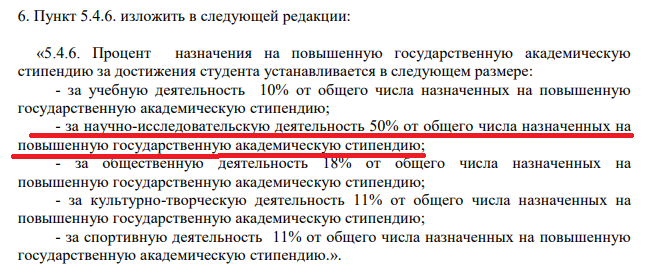 6. Пункт 5.4.6. изложить в следующей редакции:
«5.4.6. Процент назначения на повышенную государственную академическую
стипендию за достижения студента устанавливается в следующем размере:
- за учебную деятельность 10% от общего числа назначенных на повышенную
государственную академическую стипендию;
- за научно-исследовательскую деятельность 50% от общего числа назначенных на
повышенную государственную академическую стипендию;
- за общественную деятельность 18% от общего числа назначенных на
повышенную государственную академическую стипендию;
- за культурно-творческую деятельность 11% от общего числа назначенных на
повышенную государственную академическую стипендию;
- за спортивную деятельность 11% от общего числа назначенных на повышенную
государственную академическую стипендию.».